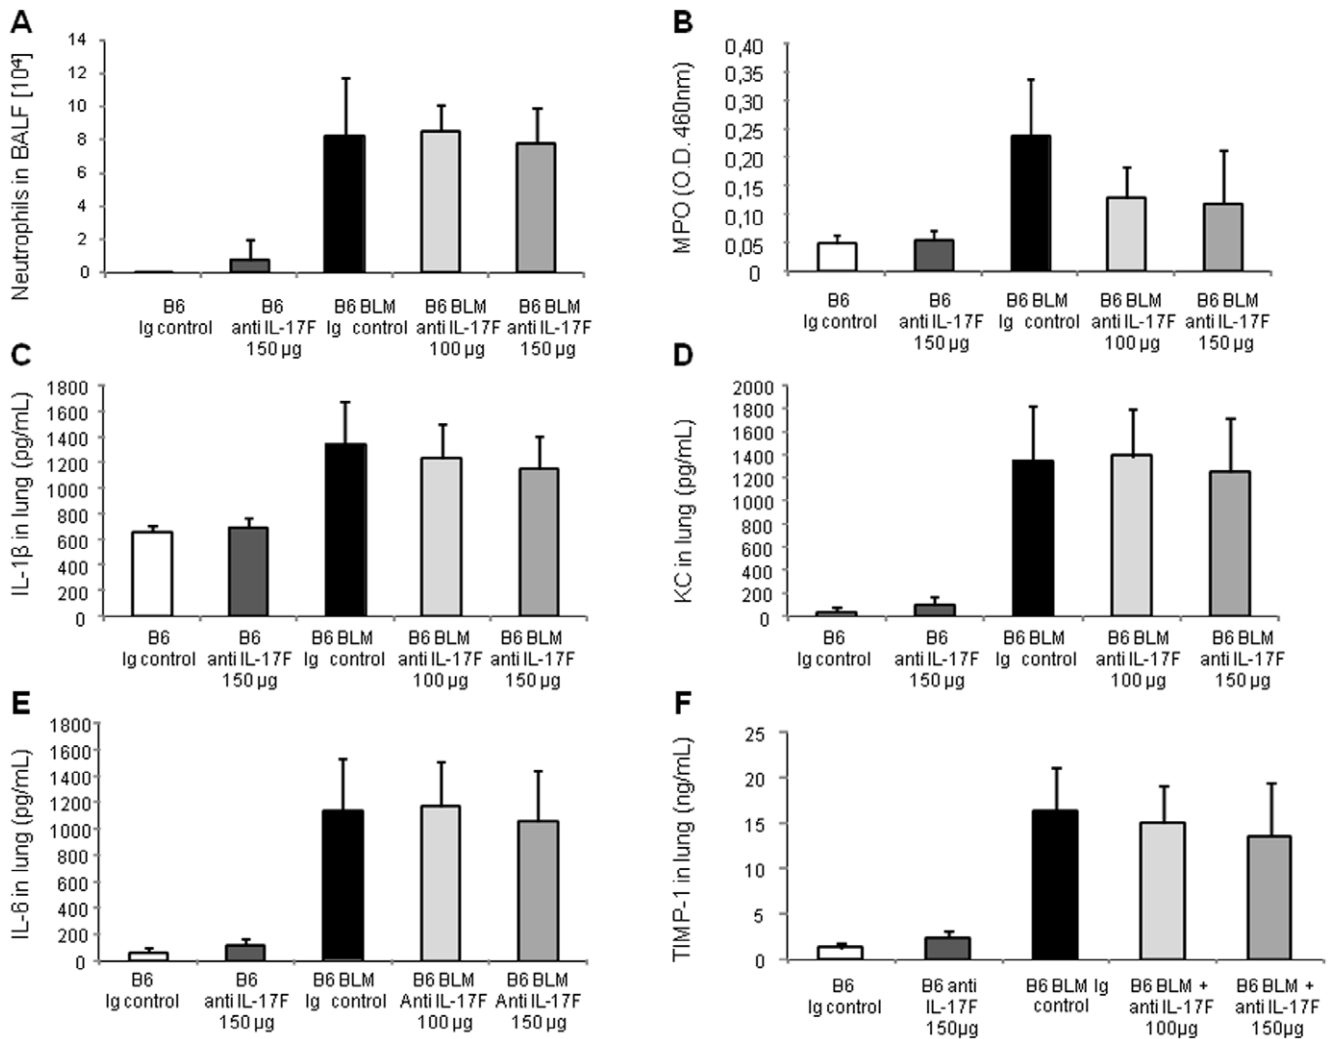 A
Neutrophils in BALF [10⁴]
14
12
10
8
6
4
2
0
B6 B6 B6 BLM B6 BLM B6 BLM
Ig control anti IL-17F Ig control anti IL-17F anti IL-17F
150 µg 100 µg 150 µg
B
MPO (O.D. 460nm)
0,40
0,35
0,30
0,25
0,20
0,15
0,10
0,05
0
B6 B6 B6 BLM B6 BLM B6 BLM
Ig control anti IL-17F Ig control anti IL-17F anti IL-17F
150 µg 100 µg 150 µg
C
IL-1β in lung (pg/mL)
1800
1600
1400
1200
1000
800
600
400
200
0
B6 B6 B6 BLM B6 BLM B6 BLM
Ig control anti IL-17F Ig control anti IL-17F anti IL-17F
150 µg 100 µg 150 µg
D
KC in lung (pg/mL)
2000
1800
1600
1400
1200
1000
800
600
400
200
0
B6 B6 B6 BLM B6 BLM B6 BLM
Ig control anti IL-17F Ig control anti IL-17F anti IL-17F
150 µg 100 µg 150 µg
E
IL-6 in lung (pg/mL)
1800
1600
1400
1200
1000
800
600
400
200
0
B6 B6 B6 BLM B6 BLM B6 BLM
Ig control anti IL-17F Ig control Anti IL-17F Anti IL-17F
150 µg 100 µg 150 µg
F
TIMP-1 in lung (ng/mL)
25
20
15
10
5
0
B6 B6 anti B6 BLM Ig B6 BLM + B6 BLM +
Ig control IL-17F control anti IL-17F anti IL-17F
150µg 100µg 150µg